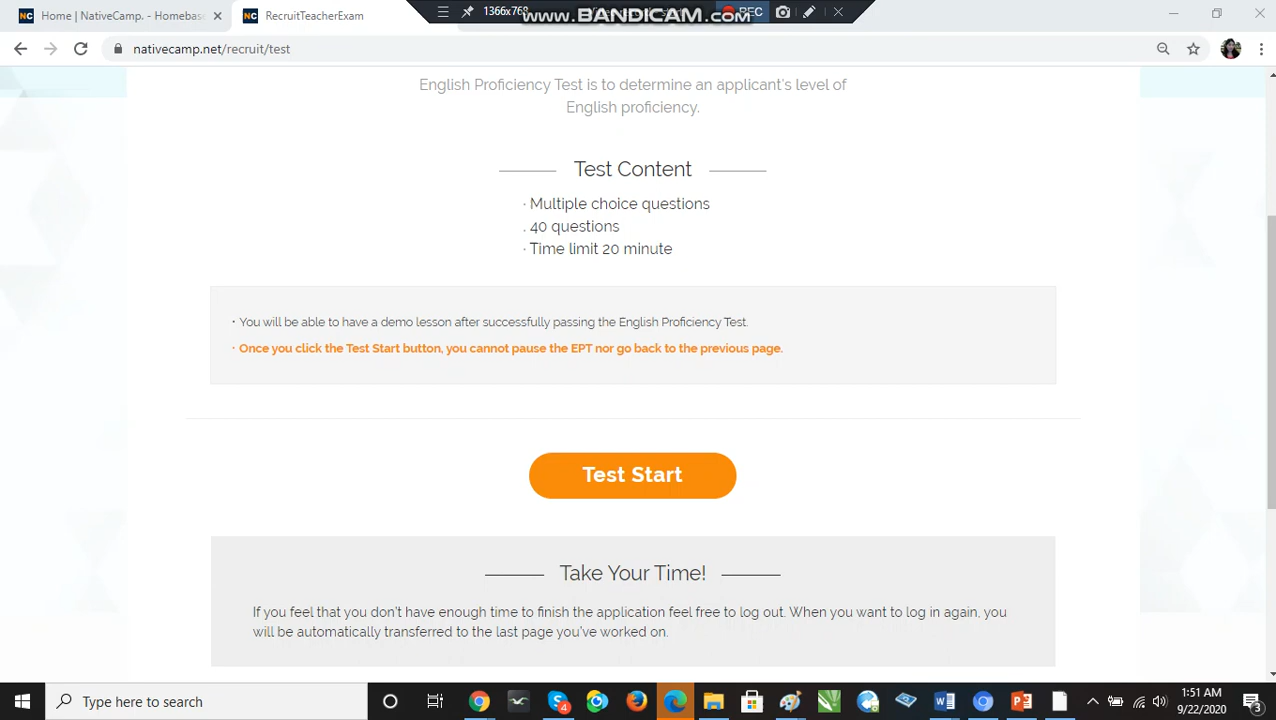 Home | NativeCamp. - Homebase
RecruitTeacherExam
1366x768
www.BANDICAM.com
REC
nativecamp.net/recruit/test
English Proficiency Test is to determine an applicant's level of
English proficiency.
Test Content
· Multiple choice questions
. 40 questions
· Time limit 20 minute
· You will be able to have a demo lesson after successfully passing the English Proficiency Test.
· Once you click the Test Start button, you cannot pause the EPT nor go back to the previous page.
Test Start
Take Your Time!
If you feel that you don't have enough time to finish the application feel free to log out. When you want to log in again, you
will be automatically transferred to the last page you've worked on.
Type here to search
4
1:51 AM
9/22/2020
3